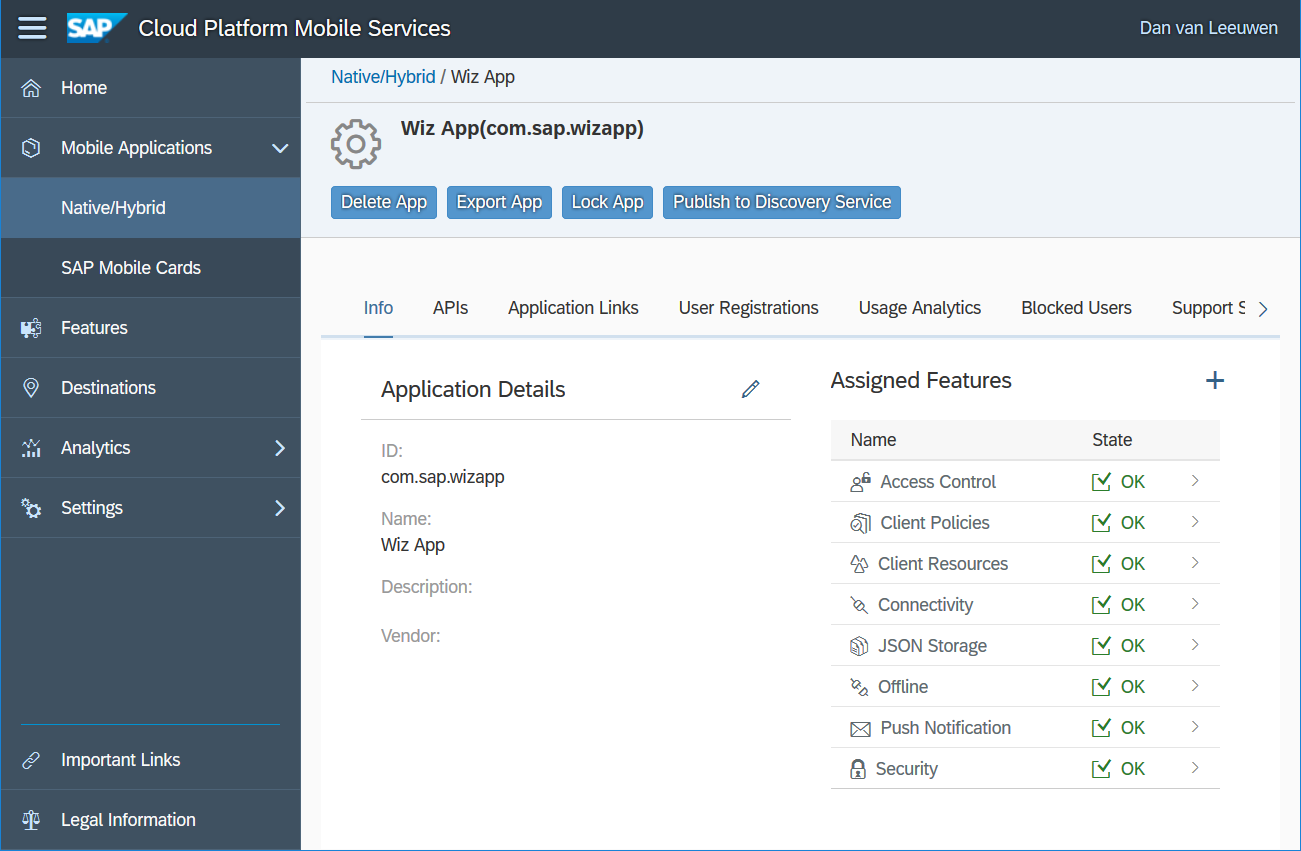 SAP Cloud Platform Mobile Services
Dan van Leeuwen
Home
Mobile Applications
Native/Hybrid
SAP Mobile Cards
Features
Destinations
Analytics
Settings
Important Links
Legal Information
Native/Hybrid / Wiz App
Wiz App(com.sap.wizapp)
Delete App Export App Lock App Publish to Discovery Service
Info APIs Application Links User Registrations Usage Analytics Blocked Users Support
Application Details
ID:
com.sap.wizapp
Name:
Wiz App
Description:
Vendor:
Assigned Features
Name State
Access Control OK
Client Policies OK
Client Resources OK
Connectivity OK
JSON Storage OK
Offline OK
Push Notification OK
Security OK